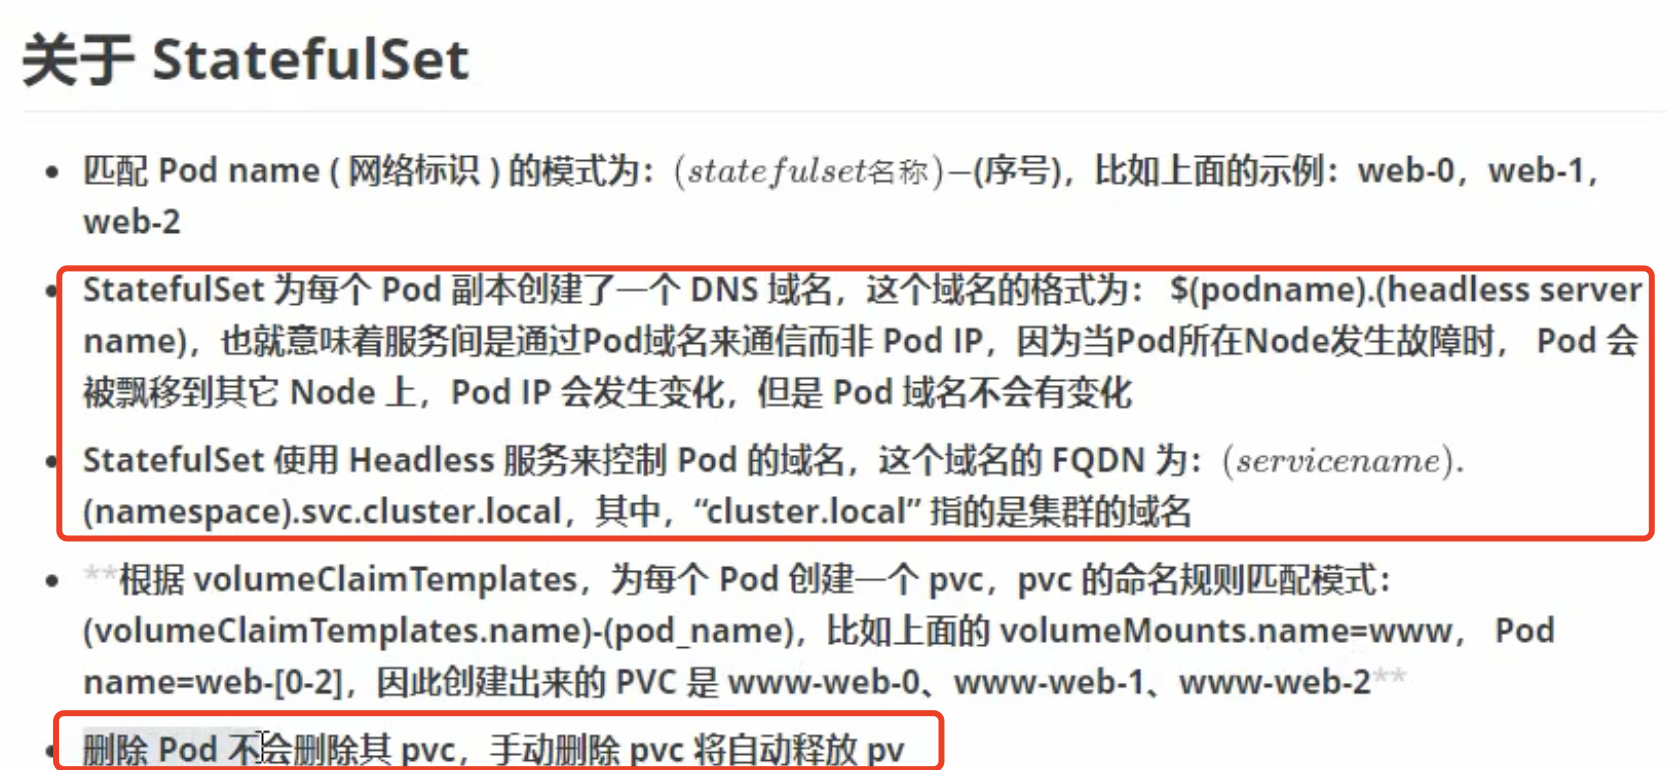 关于 StatefulSet
匹配 Pod name ( 网络标识 ) 的模式为：(statefulset名称)−(序号)，比如上面的示例：web-0，web-1，
web-2
StatefulSet 为每个 Pod 副本创建了一个 DNS 域名，这个域名的格式为： $(podname).(headless server
name)，也就意味着服务间是通过Pod域名来通信而非 Pod IP，因为当Pod所在Node发生故障时， Pod 会
被飘移到其它 Node 上，Pod IP 会发生变化，但是 Pod 域名不会有变化
StatefulSet 使用 Headless 服务来控制 Pod 的域名，这个域名的 FQDN 为：(servicename).
(namespace).svc.cluster.local，其中，“cluster.local” 指的是集群的域名
**根据 volumeClaimTemplates，为每个 Pod 创建一个 pvc，pvc 的命名规则匹配模式：
(volumeClaimTemplates.name)-(pod_name)，比如上面的 volumeMounts.name=www， Pod
name=web-[0-2]，因此创建出来的 PVC 是 www-web-0、www-web-1、www-web-2**
删除 Pod 不会删除其 pvc，手动删除 pvc 将自动释放 pv